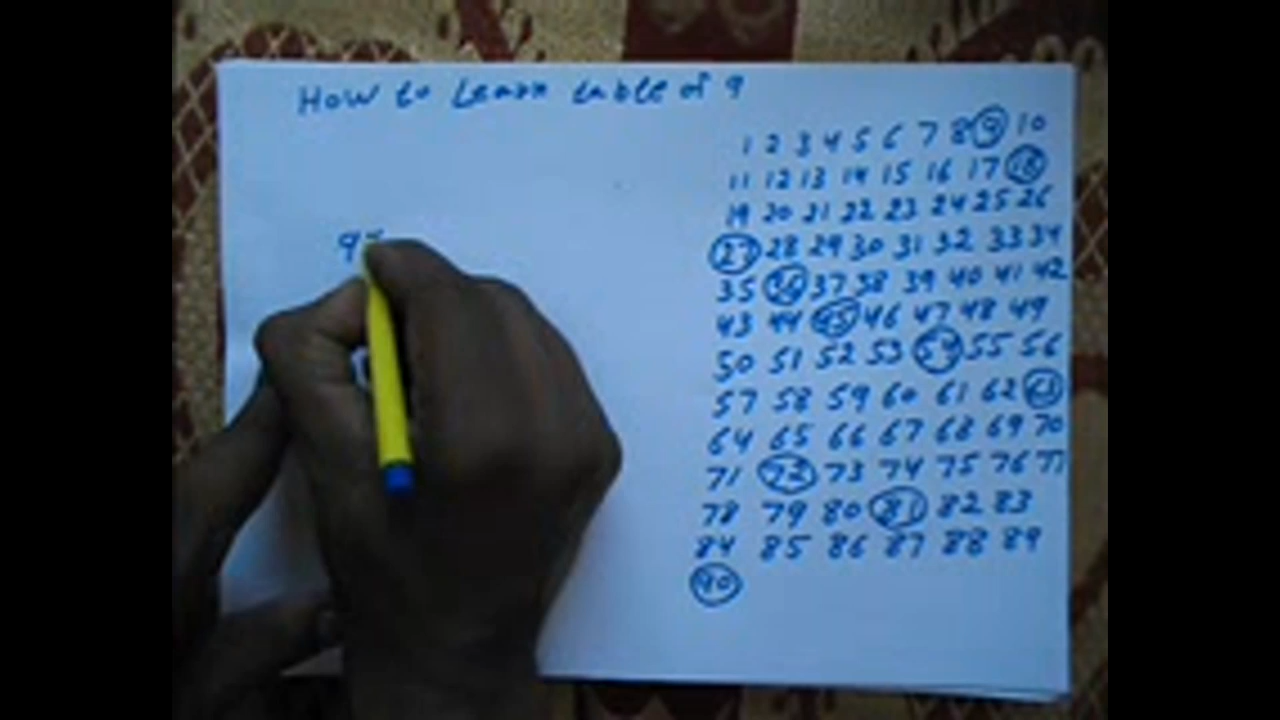 How to Learn table of 9
1 2 3 4 5 6 7 8 9 10
11 12 13 14 15 16 17 18
19 20 21 22 23 24 25 26
9x
27 28 29 30 31 32 33 34
35 36 37 38 39 40 41 42
43 44 45 46 47 48 49
50 51 52 53 54 55 56
57 58 59 60 61 62 63
64 65 66 67 68 69 70
71 72 73 74 75 76 77
78 79 80 81 82 83
84 85 86 87 88 89
90